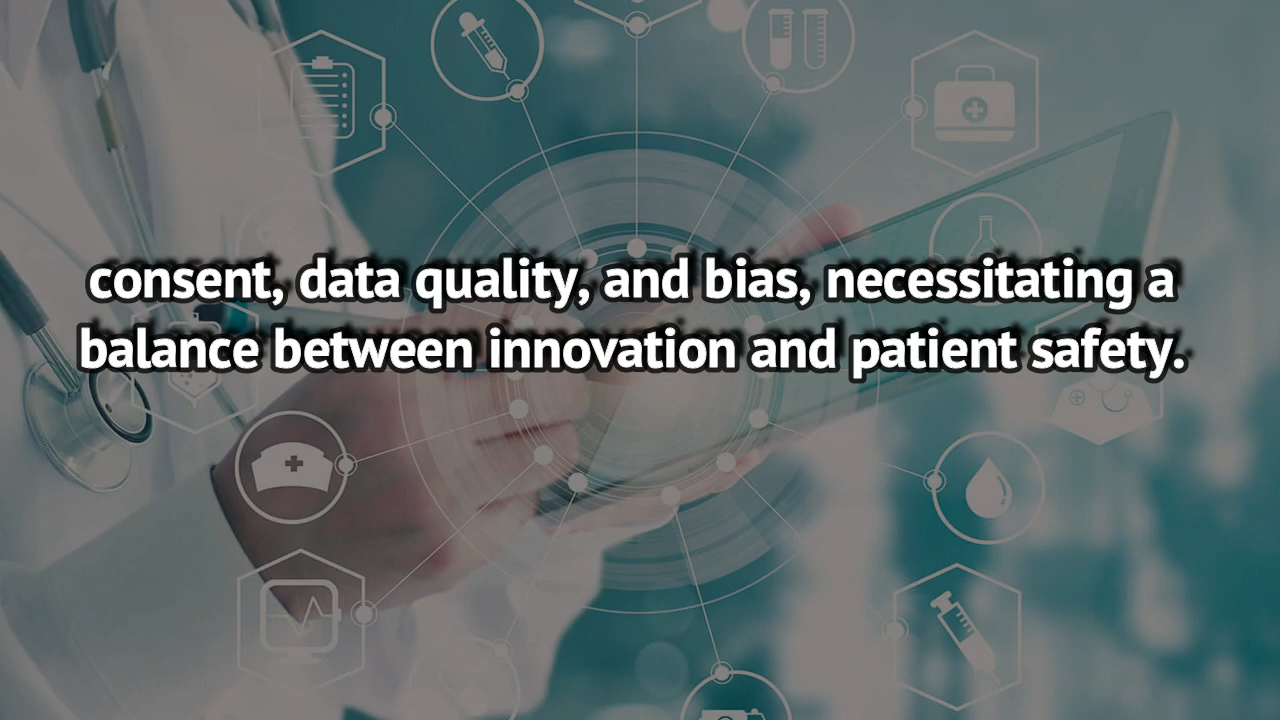 consent, data quality, and bias, necessitating a
balance between innovation and patient safety.